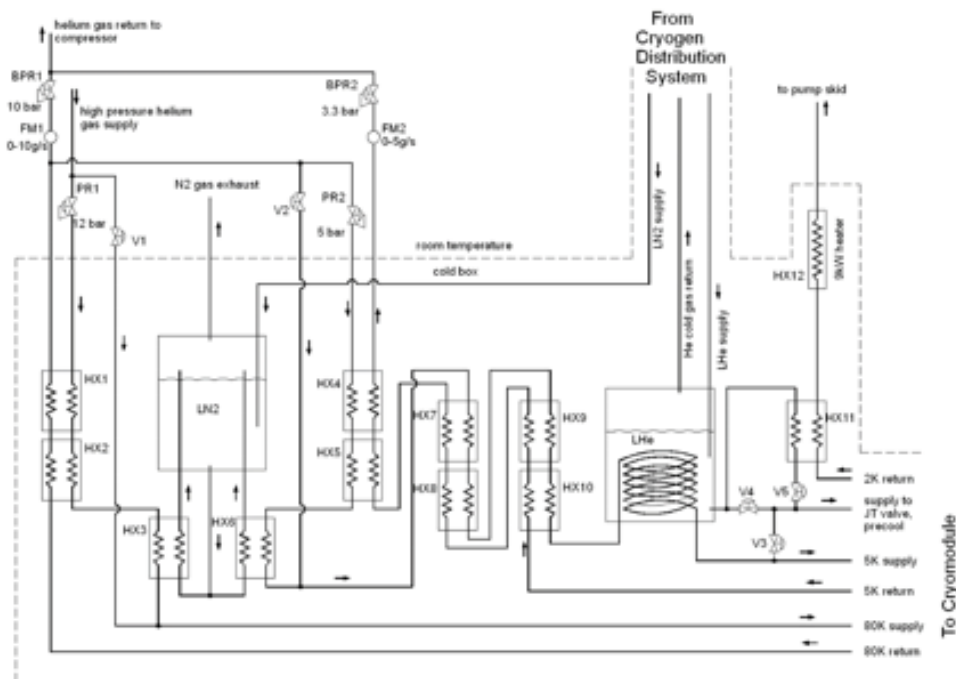 helium gas return to
compressor
From
Cryogen
Distribution
System
BPR1
BPR2
to pump skid
10 bar
high pressure helium
gas supply
3.3 bar
FM1
FM2
0-10g/s
0-5g/s
N2 gas exhaust
PR1
V2
PR2
12 bar
V1
5 bar
LN2 supply
He cold gas return
LHe supply
room temperature
cold box
HX12
9kW heater
HX1
LN2
HX4
HX7
HX9
LHe
HX11
HX2
HX5
HX8
HX10
2K return
V4
V5
supply to
JT valve,
precool
HX3
HX6
V3
5K supply
5K return
80K supply
80K return
To Cryomodule